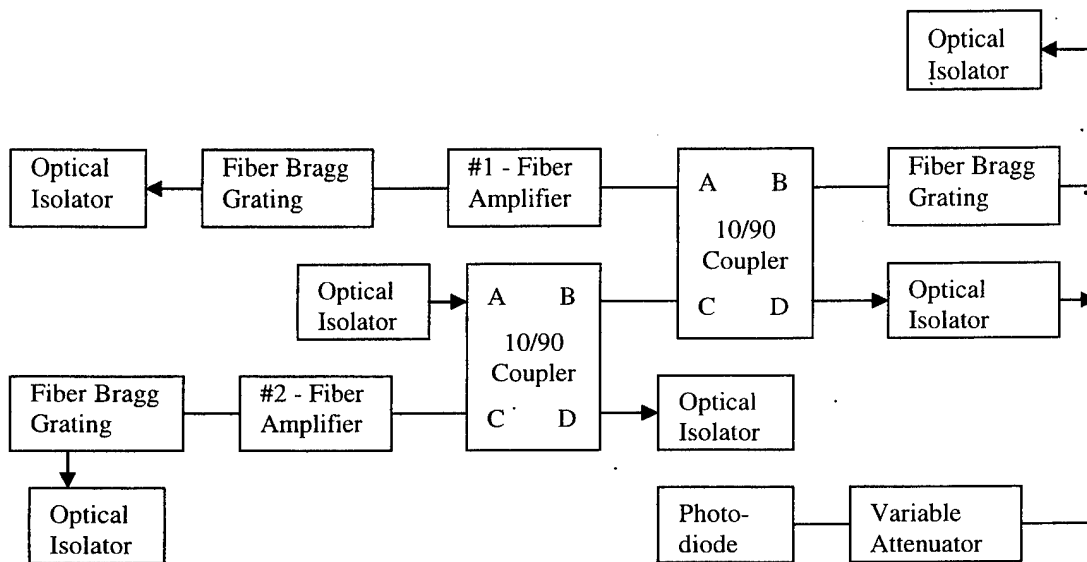 Optical
Isolator
Optical
Isolator
Fiber Bragg
Grating
#1 - Fiber
Amplifier
A B
10/90
Coupler
C D
Fiber Bragg
Grating
Optical
Isolator
A B
10/90
Coupler
C D
Optical
Isolator
Fiber Bragg
Grating
#2 - Fiber
Amplifier
Optical
Isolator
Optical
Isolator
Photo-
diode
Variable
Attenuator